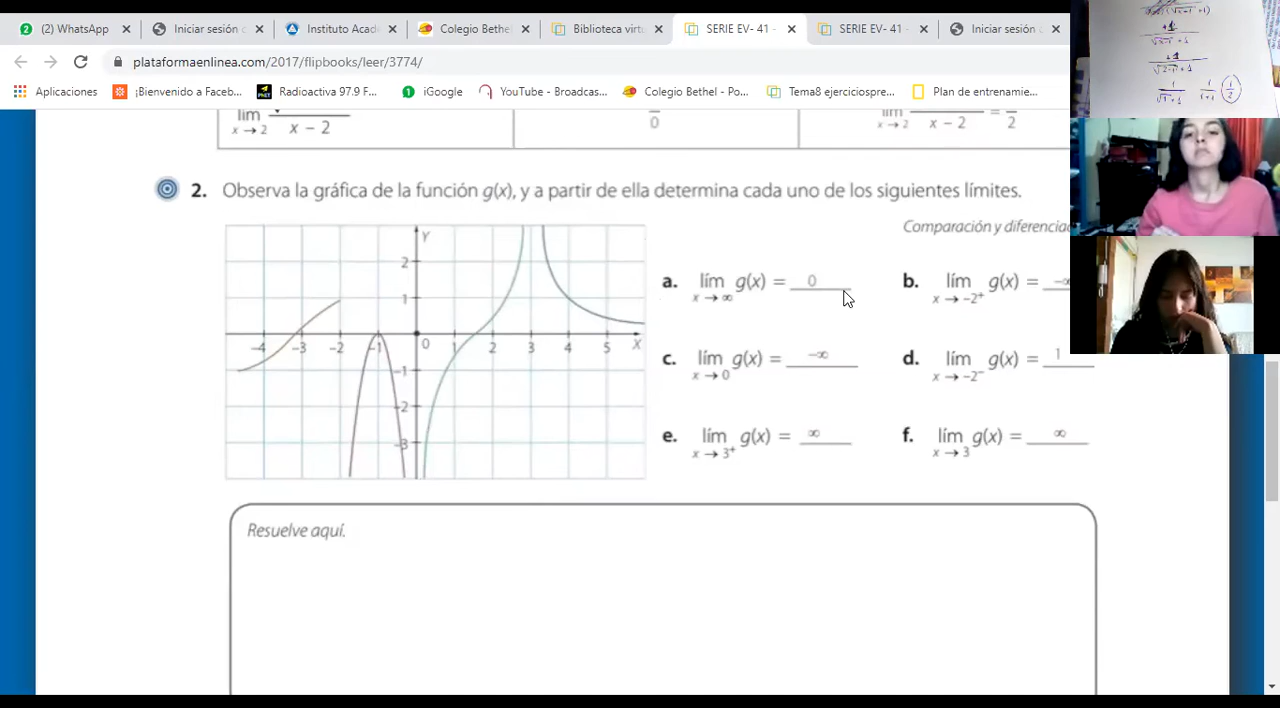 (2) WhatsApp
Iniciar sesión c
Instituto Acad
Colegio Bethel
Biblioteca virtu
SERIE EV- 41 -
SERIE EV- 41 -
Iniciar sesión
plataformaenlinea.com/2017/flipbooks/leer/3774/
Aplicaciones
¡Bienvenido a Faceb...
Radioactiva 97.9 F...
iGoogle
YouTube - Broadcas...
Colegio Bethel - Po...
Tema8 ejerciciospre...
Plan de entrenamie...
lím
x → 2
x − 2
0
x → 2
x − 2
= 2
2. Observa la gráfica de la función g(x), y a partir de ella determina cada uno de los siguientes límites.
Comparación y diferencia
Y
2
1
-4 -3 -2 -1 0 1 2 3 4 5 X
-1
-2
-3
a. lím g(x) = 0
x → ∞
b. lím g(x) = -∞
x → -2⁺
c. lím g(x) = -∞
x → 0
d. lím g(x) = 1
x → -2⁻
e. lím g(x) = ∞
x → 3⁺
f. lím g(x) = ∞
x → 3
Resuelve aquí.